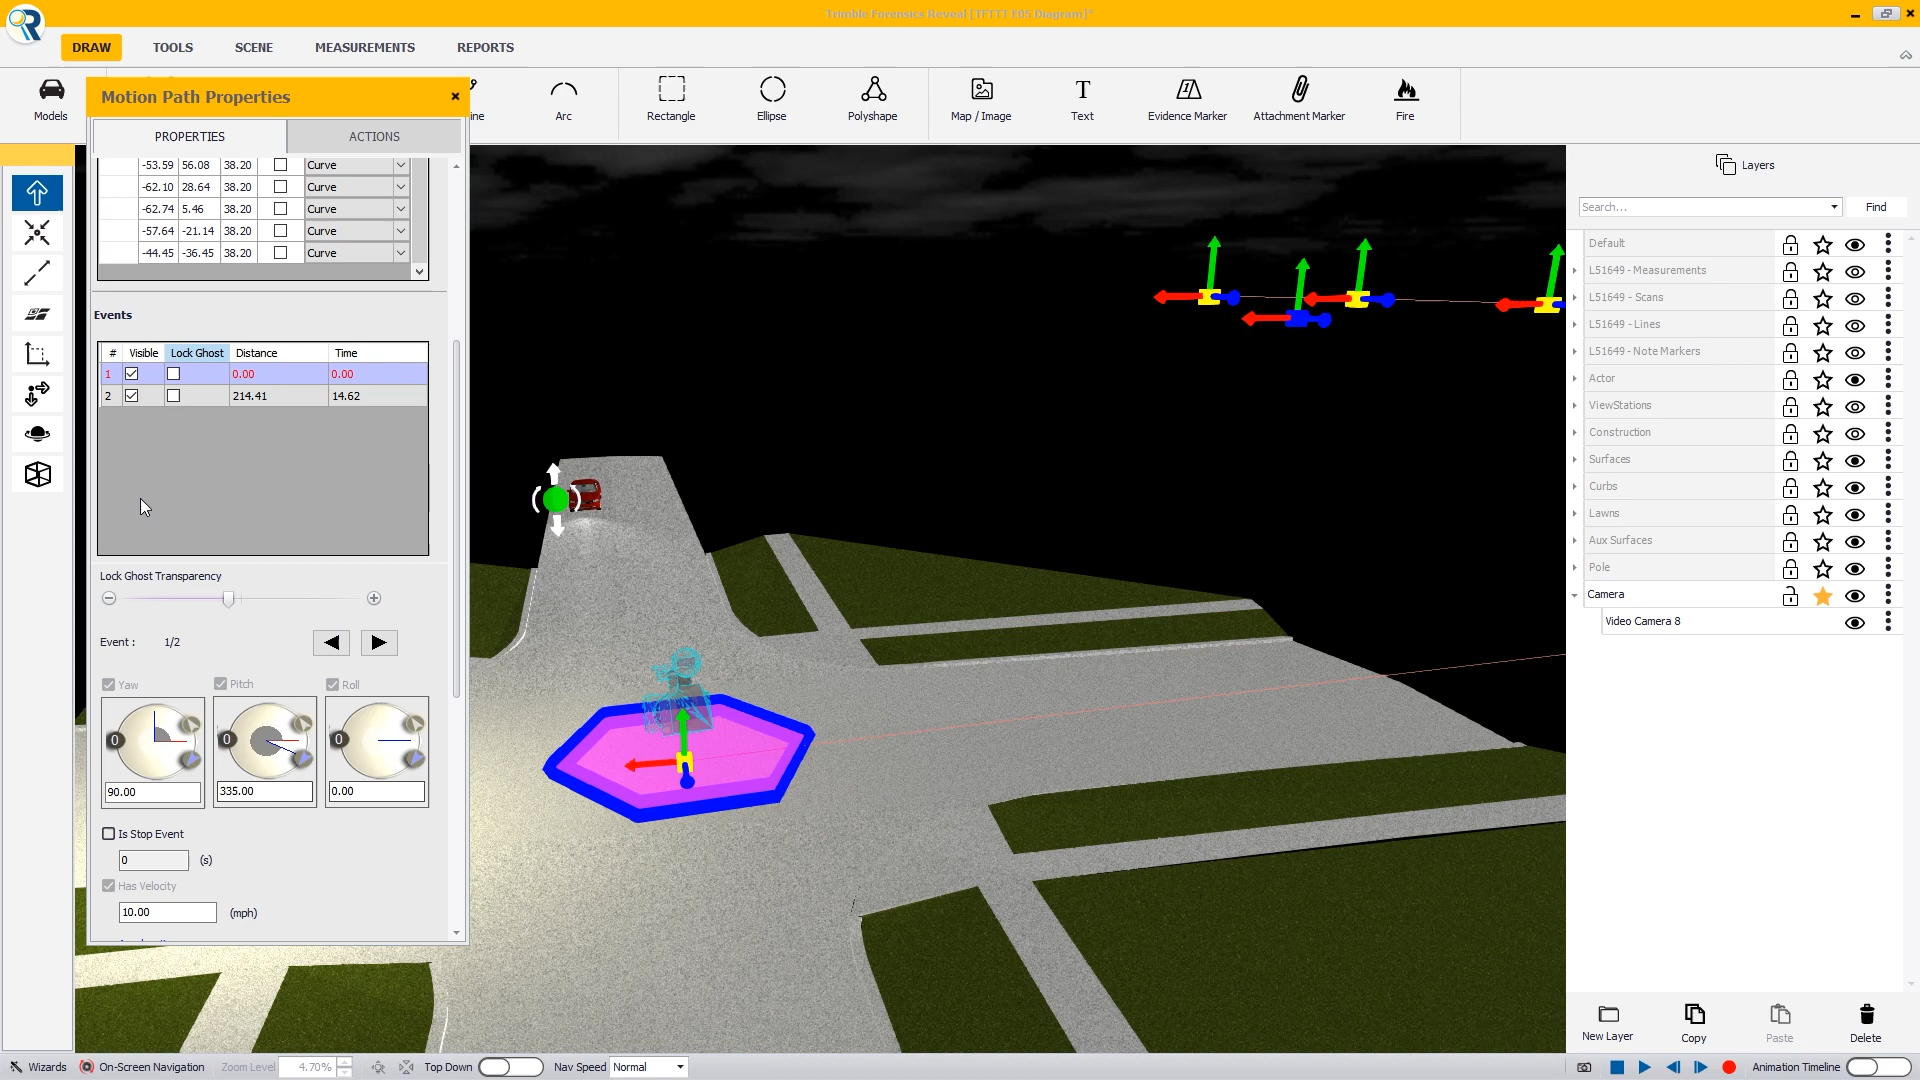 Trimble Forensics Reveal [TFTTT E05 Diagram]*
DRAW
TOOLS
SCENE
MEASUREMENTS
REPORTS
Models
ine
Arc
Rectangle
Ellipse
Polyshape
Map / Image
Text
Evidence Marker
Attachment Marker
Fire
Motion Path Properties
PROPERTIES
ACTIONS
-53.59 56.08 38.20 Curve
-62.10 28.64 38.20 Curve
-62.74 5.46 38.20 Curve
-57.64 -21.14 38.20 Curve
-44.45 -36.45 38.20 Curve
Events
# Visible Lock Ghost Distance Time
1 0.00 0.00
2 214.41 14.62
Lock Ghost Transparency
Event : 1/2
Yaw Pitch Roll
0 0 0
90.00 335.00 0.00
Is Stop Event
0 (s)
Has Velocity
10.00 (mph)
Layers
Search...
Find
Default
L51649 - Measurements
L51649 - Scans
L51649 - Lines
L51649 - Note Markers
Actor
ViewStations
Construction
Surfaces
Curbs
Lawns
Aux Surfaces
Pole
Camera
Video Camera 8
New Layer
Copy
Paste
Delete
Wizards
On-Screen Navigation
Zoom Level 4.70%
Top Down
Nav Speed Normal
Animation Timeline